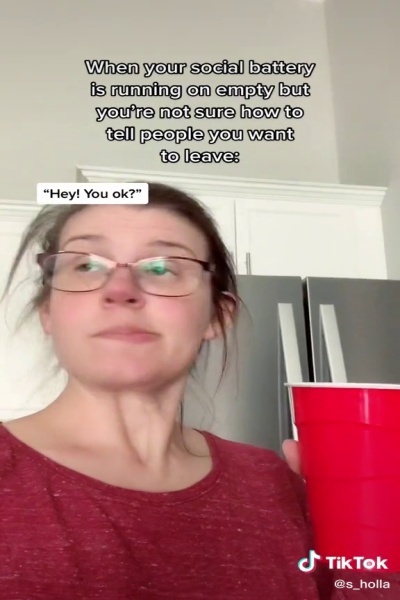 When your social battery
is running on empty but
you're not sure how to
tell people you want
to leave:
"Hey! You ok?"
TikTok
@s_holla